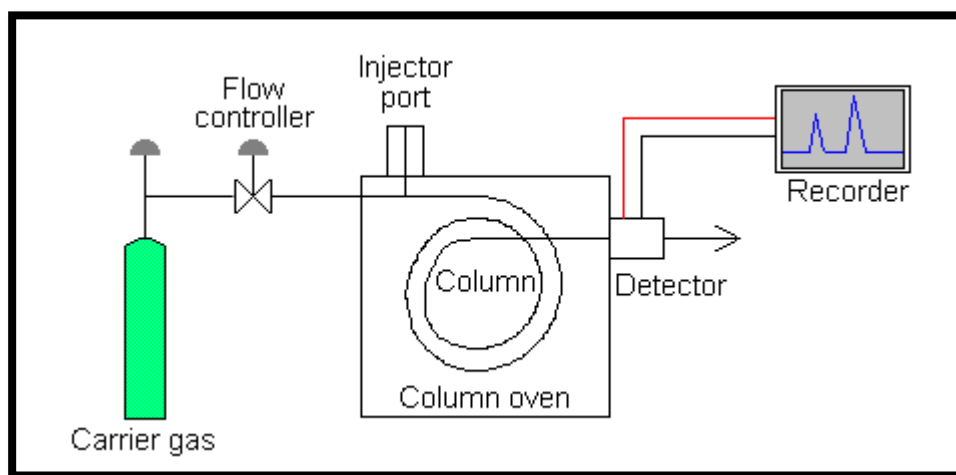 Injector
port
Flow
controller
Recorder
Column
Detector
Column oven
Carrier gas